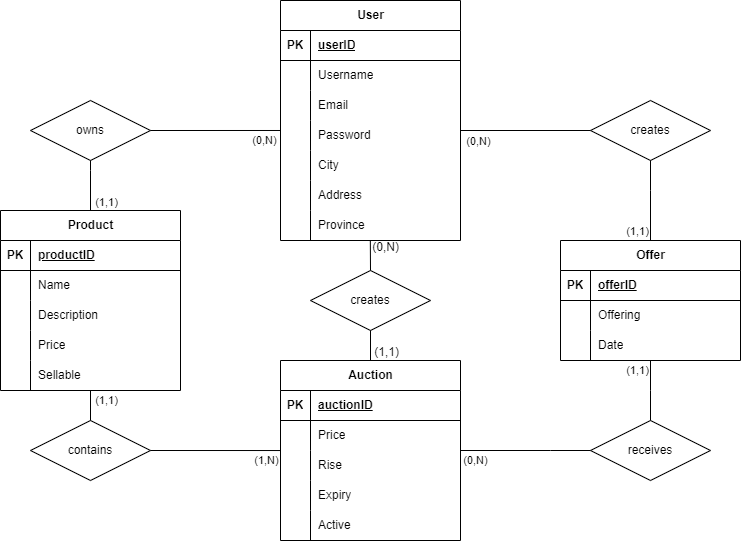 User
PK userID
Username
Email
Password
City
Address
Province
owns
(0,N)
(0,N)
creates
(1,1)
Product
PK productID
Name
Description
Price
Sellable
(0,N)
creates
(1,1)
(1,1)
Offer
PK offerID
Offering
Date
(1,1)
contains
(1,N)
Auction
PK auctionID
Price
Rise
Expiry
Active
(0,N)
receives
(1,1)